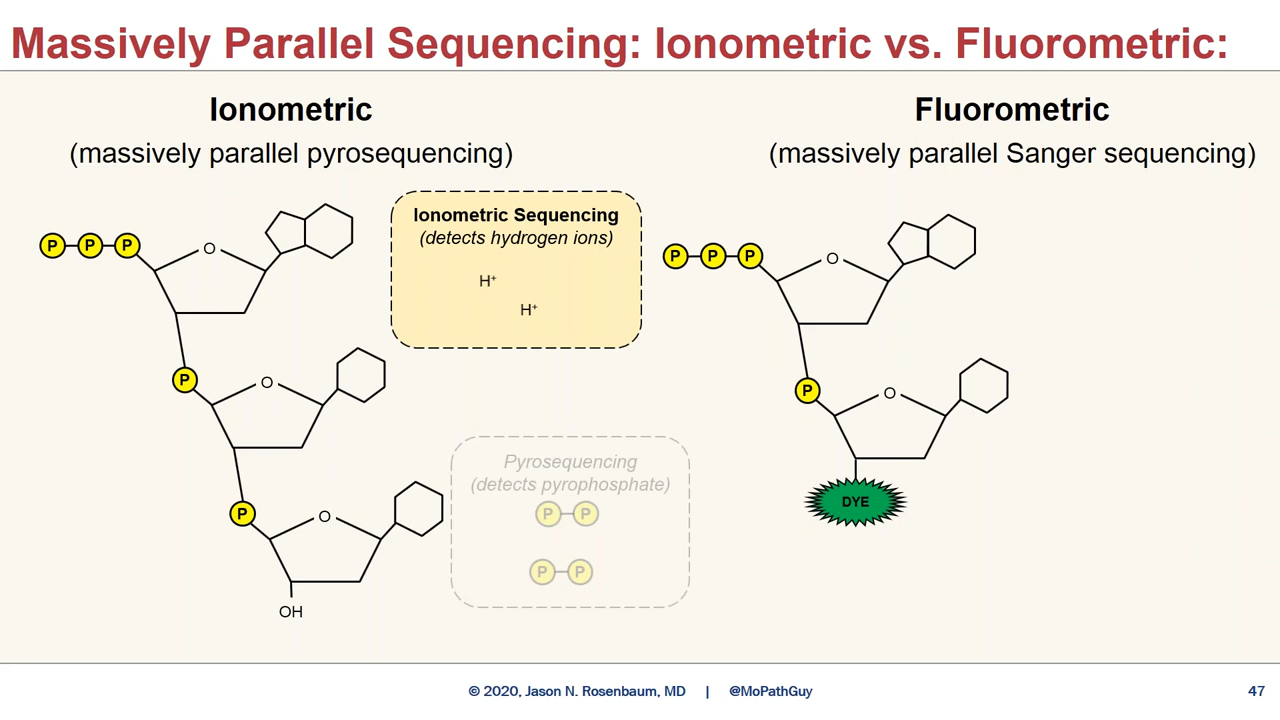 Massively Parallel Sequencing: Ionometric vs. Fluorometric:
Ionometric
(massively parallel pyrosequencing)
P P P
O
Ionometric Sequencing
(detects hydrogen ions)
H⁺
H⁺
P
O
Pyrosequencing
(detects pyrophosphate)
P P
P P
P
O
OH
Fluorometric
(massively parallel Sanger sequencing)
P P P
O
P
O
DYE
© 2020, Jason N. Rosenbaum, MD | @MoPathGuy
47